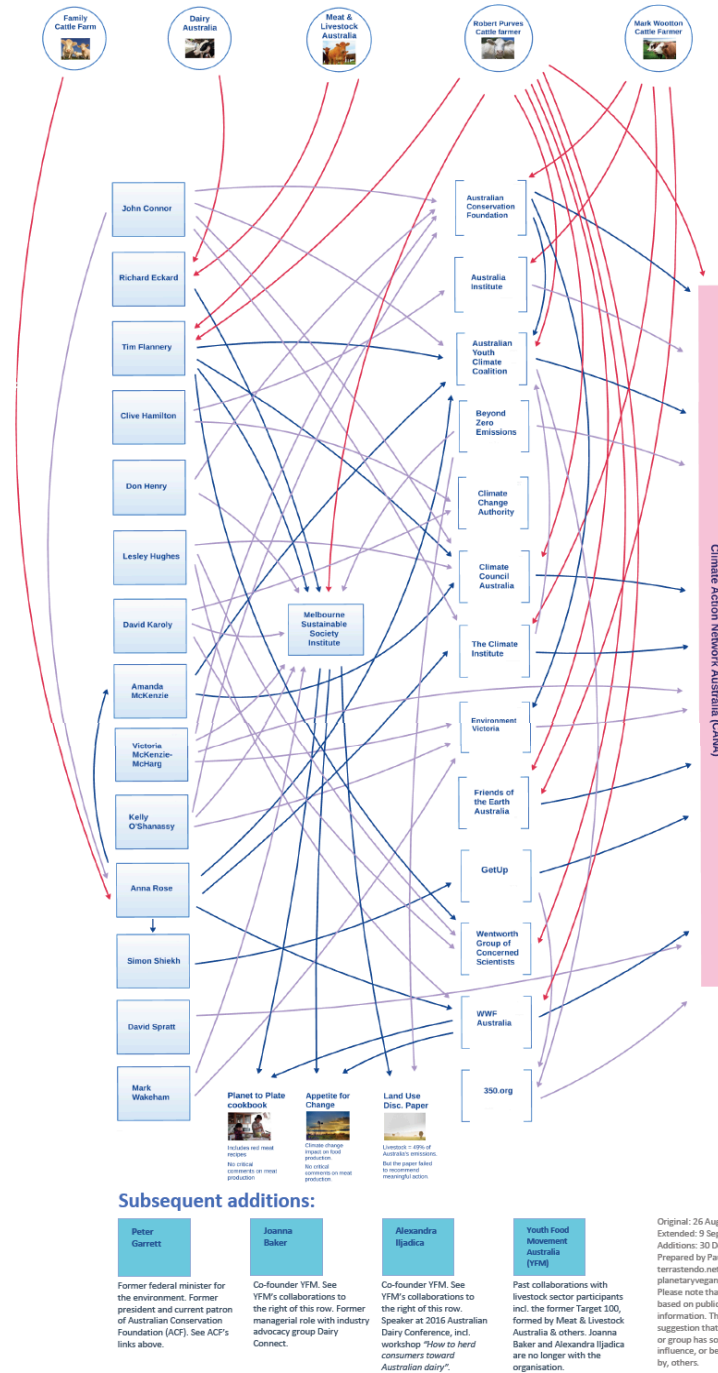 Family
Cattle Farm
Dairy
Australia
Meat &
Livestock
Australia
Robert Purves
Cattle farmer
Mark Wootton
Cattle Farmer
John Connor
Richard Eckard
Tim Flannery
Clive Hamilton
Don Henry
Lesley Hughes
David Karoly
Amanda
McKenzie
Victoria
McKenzie-
McHarg
Kelly
O'Shanassy
Anna Rose
Simon Shiekh
David Spratt
Mark
Wakeham
Melbourne
Sustainable
Society
Institute
Australian
Conservation
Foundation
Australia
Institute
Australian
Youth
Climate
Coalition
Beyond
Zero
Emissions
Climate
Change
Authority
Climate
Council
Australia
The Climate
Institute
Environment
Victoria
Friends of
the Earth
Australia
GetUp
Wentworth
Group of
Concerned
Scientists
WWF
Australia
350.org
Climate Action Network Australia (CANA)
Planet to Plate
cookbook
Includes red meat
recipes.
No critical
comments on meat
production
Appetite for
Change
Climate change
impact on food
production.
No critical
comments on meat
production.
Land Use
Disc. Paper
Livestock = 49% of
Australia's emissions.
But the paper failed
to recommend
meaningful action.
Subsequent additions:
Peter
Garrett
Former federal minister for
the environment. Former
president and current patron
of Australian Conservation
Foundation (ACF). See ACF's
links above.
Joanna
Baker
Co-founder YFM. See
YFM's collaborations to
the right of this row. Former
managerial role with industry
advocacy group Dairy
Connect.
Alexandra
Iljadica
Co-founder YFM. See
YFM's collaborations to
the right of this row.
Speaker at 2016 Australian
Dairy Conference, incl.
workshop "How to herd
consumers toward
Australian dairy".
Youth Food
Movement
Australia
(YFM)
Past collaborations with
livestock sector participants
incl. the former Target 100,
formed by Meat & Livestock
Australia & others. Joanna
Baker and Alexandra Iljadica
are no longer with the
organisation.
Original: 26 Aug
Extended: 9 Sep
Additions: 30 D
Prepared by Pau
terrastendo.net
planetaryvegan
Please note tha
based on public
information. Th
suggestion that
or group has so
influence, or be
by, others.